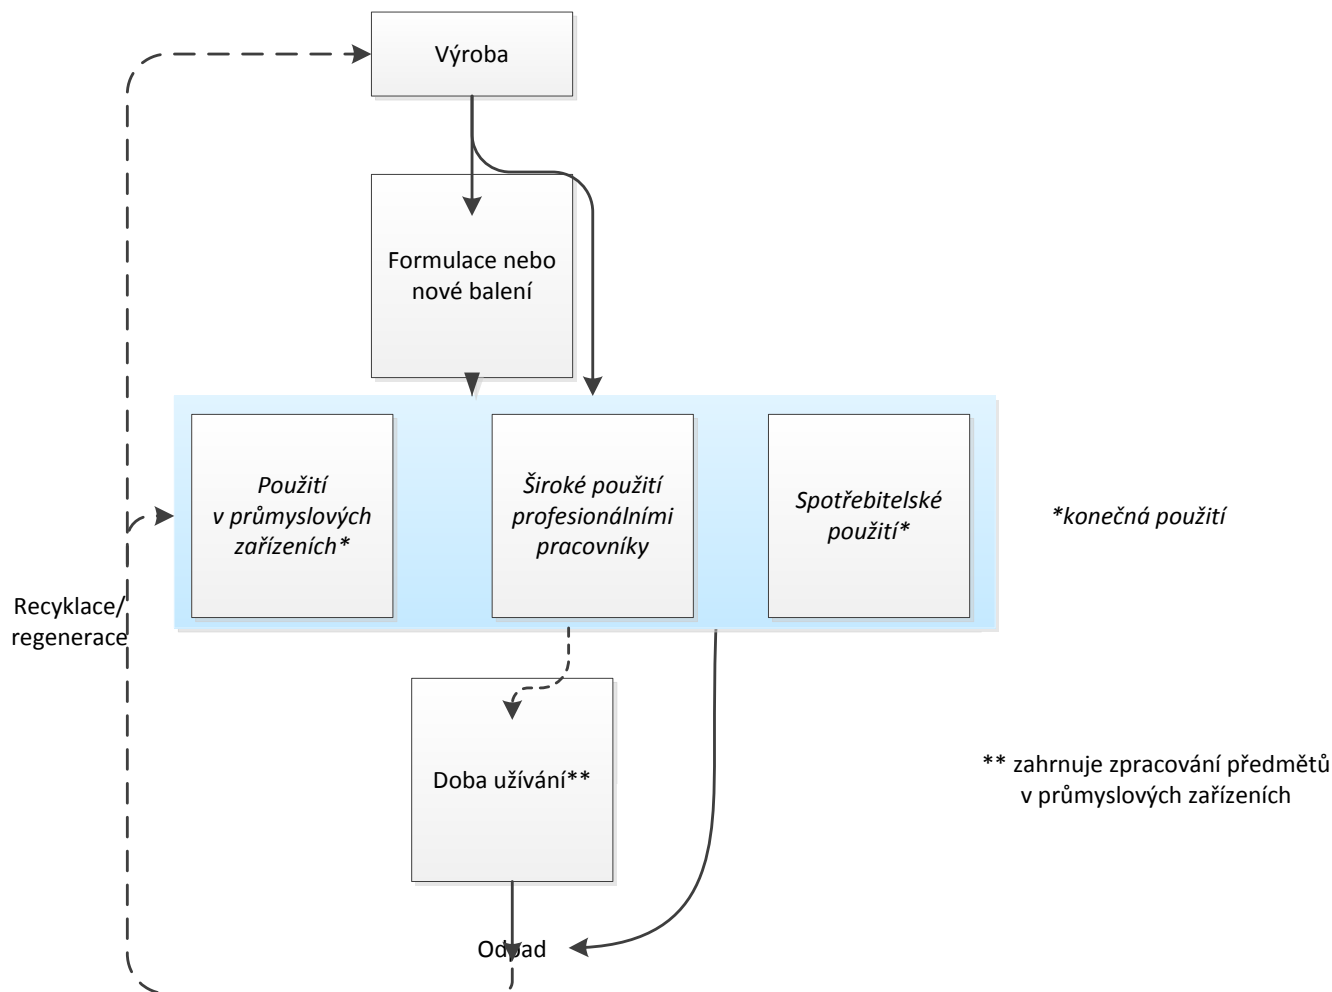 Výroba
Formulace nebo
nové balení
Použití
v průmyslových
zařízeních*
Široké použití
profesionálními
pracovníky
Spotřebitelské
použití*
*konečná použití
Recyklace/
regenerace
Doba užívání**
** zahrnuje zpracování předmětů
v průmyslových zařízeních
Odpad